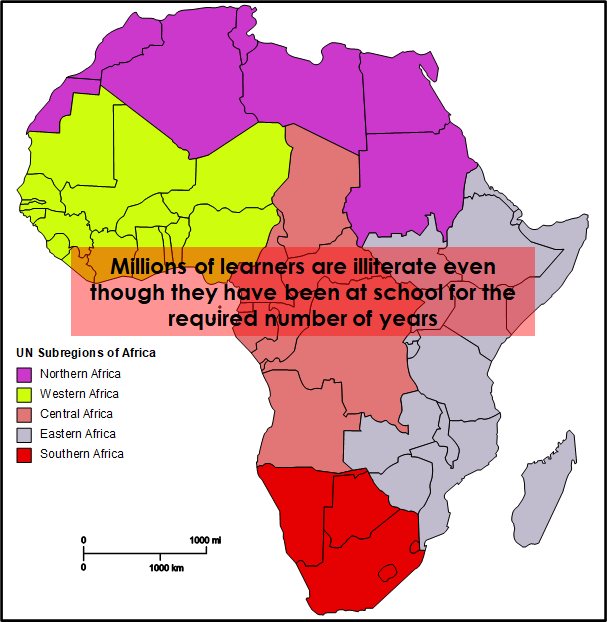 Millions of learners are illiterate even
though they have been at school for the
required number of years
UN Subregions of Africa
Northern Africa
Western Africa
Central Africa
Eastern Africa
Southern Africa
0 1000 mi
0 1000 km